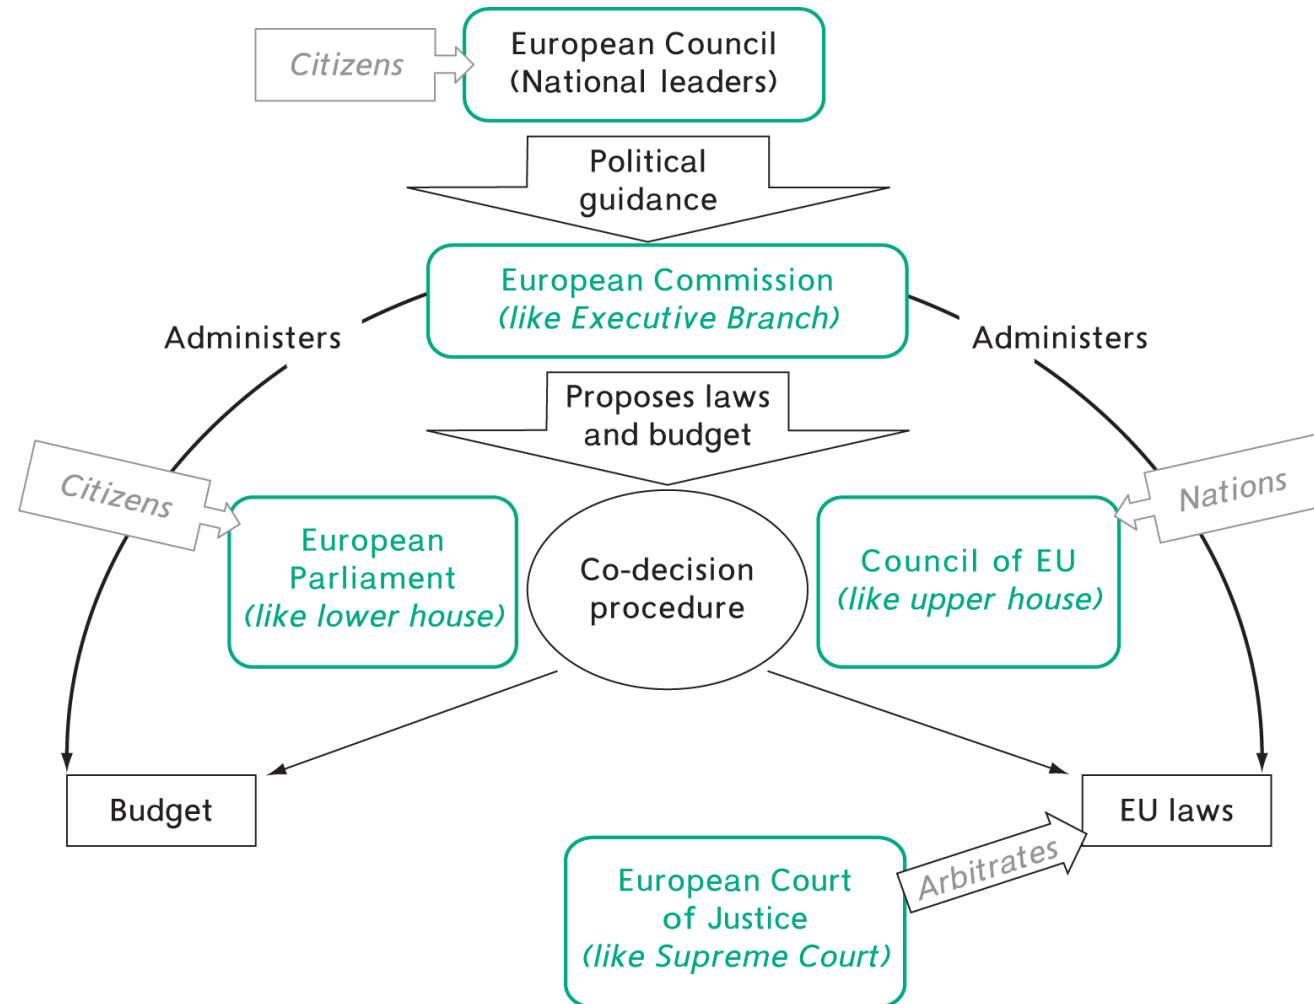 Citizens
European Council
(National leaders)
Political
guidance
European Commission
(like Executive Branch)
Administers
Administers
Proposes laws
and budget
Citizens
Nations
European
Parliament
(like lower house)
Co-decision
procedure
Council of EU
(like upper house)
Budget
EU laws
Arbitrates
European Court
of Justice
(like Supreme Court)